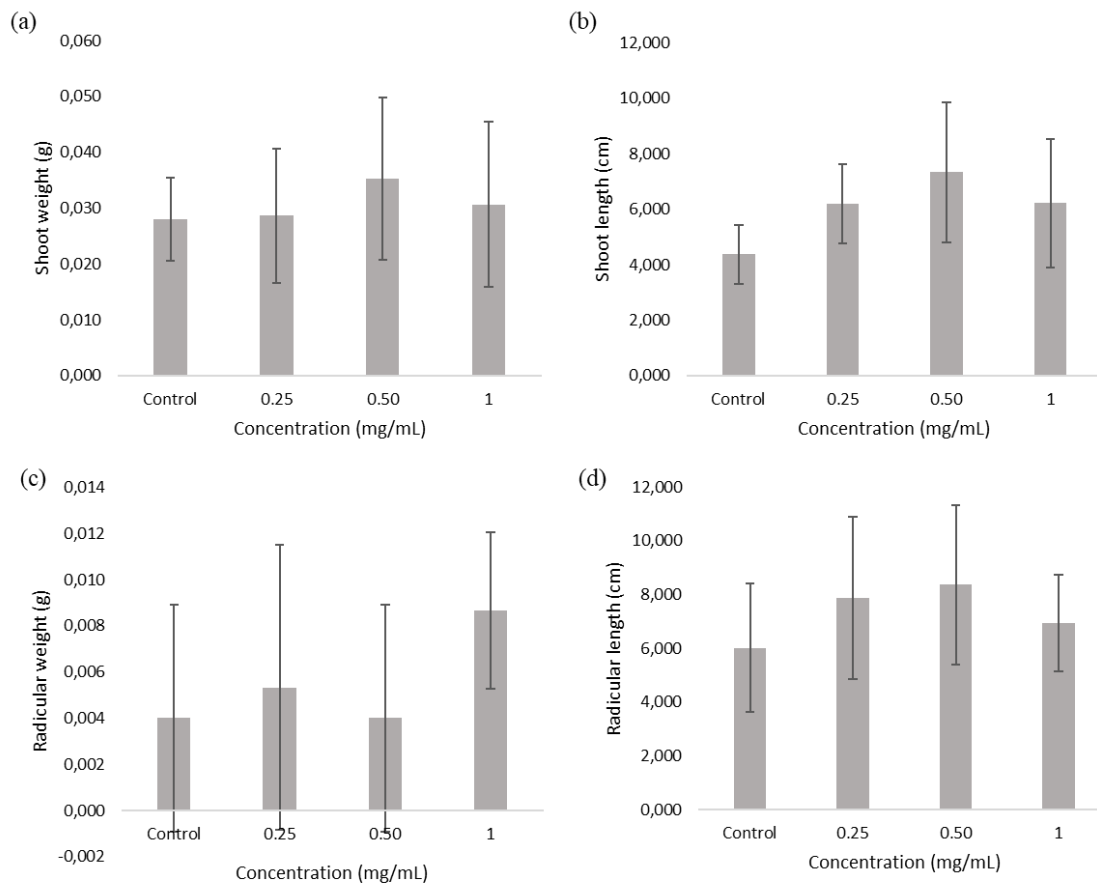 (a)
0,060
0,050
0,040
0,030
0,020
0,010
0,000
Shoot weight (g)
Control 0.25 0.50 1
Concentration (mg/mL)
(b)
12,000
10,000
8,000
6,000
4,000
2,000
0,000
Shoot length (cm)
Control 0.25 0.50 1
Concentration (mg/mL)
(c)
0,014
0,012
0,010
0,008
0,006
0,004
0,002
0,000
-0,002
Radicular weight (g)
Control 0.25 0.50 1
Concentration (mg/mL)
(d)
12,000
10,000
8,000
6,000
4,000
2,000
0,000
Radicular length (cm)
Control 0.25 0.50 1
Concentration (mg/mL)